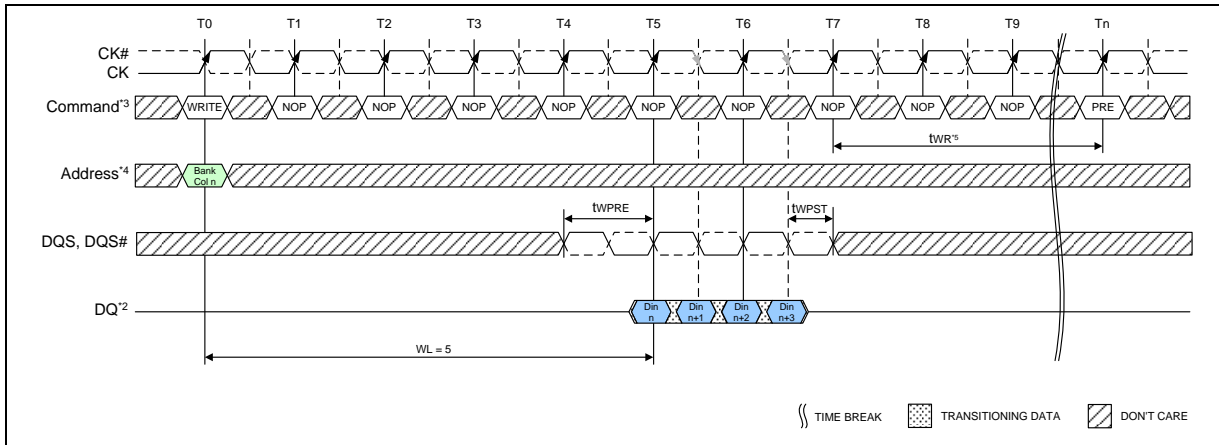 T0 T1 T2 T3 T4 T5 T6 T7 T8 T9 Tn
CK#
CK
Command*3 WRITE NOP NOP NOP NOP NOP NOP NOP NOP NOP PRE
tWR*5
Address*4 Bank Col n
tWPRE tWPST
DQS, DQS#
DQ*2 Din n Din n+1 Din n+2 Din n+3
WL = 5
TIME BREAK TRANSITIONING DATA DON'T CARE